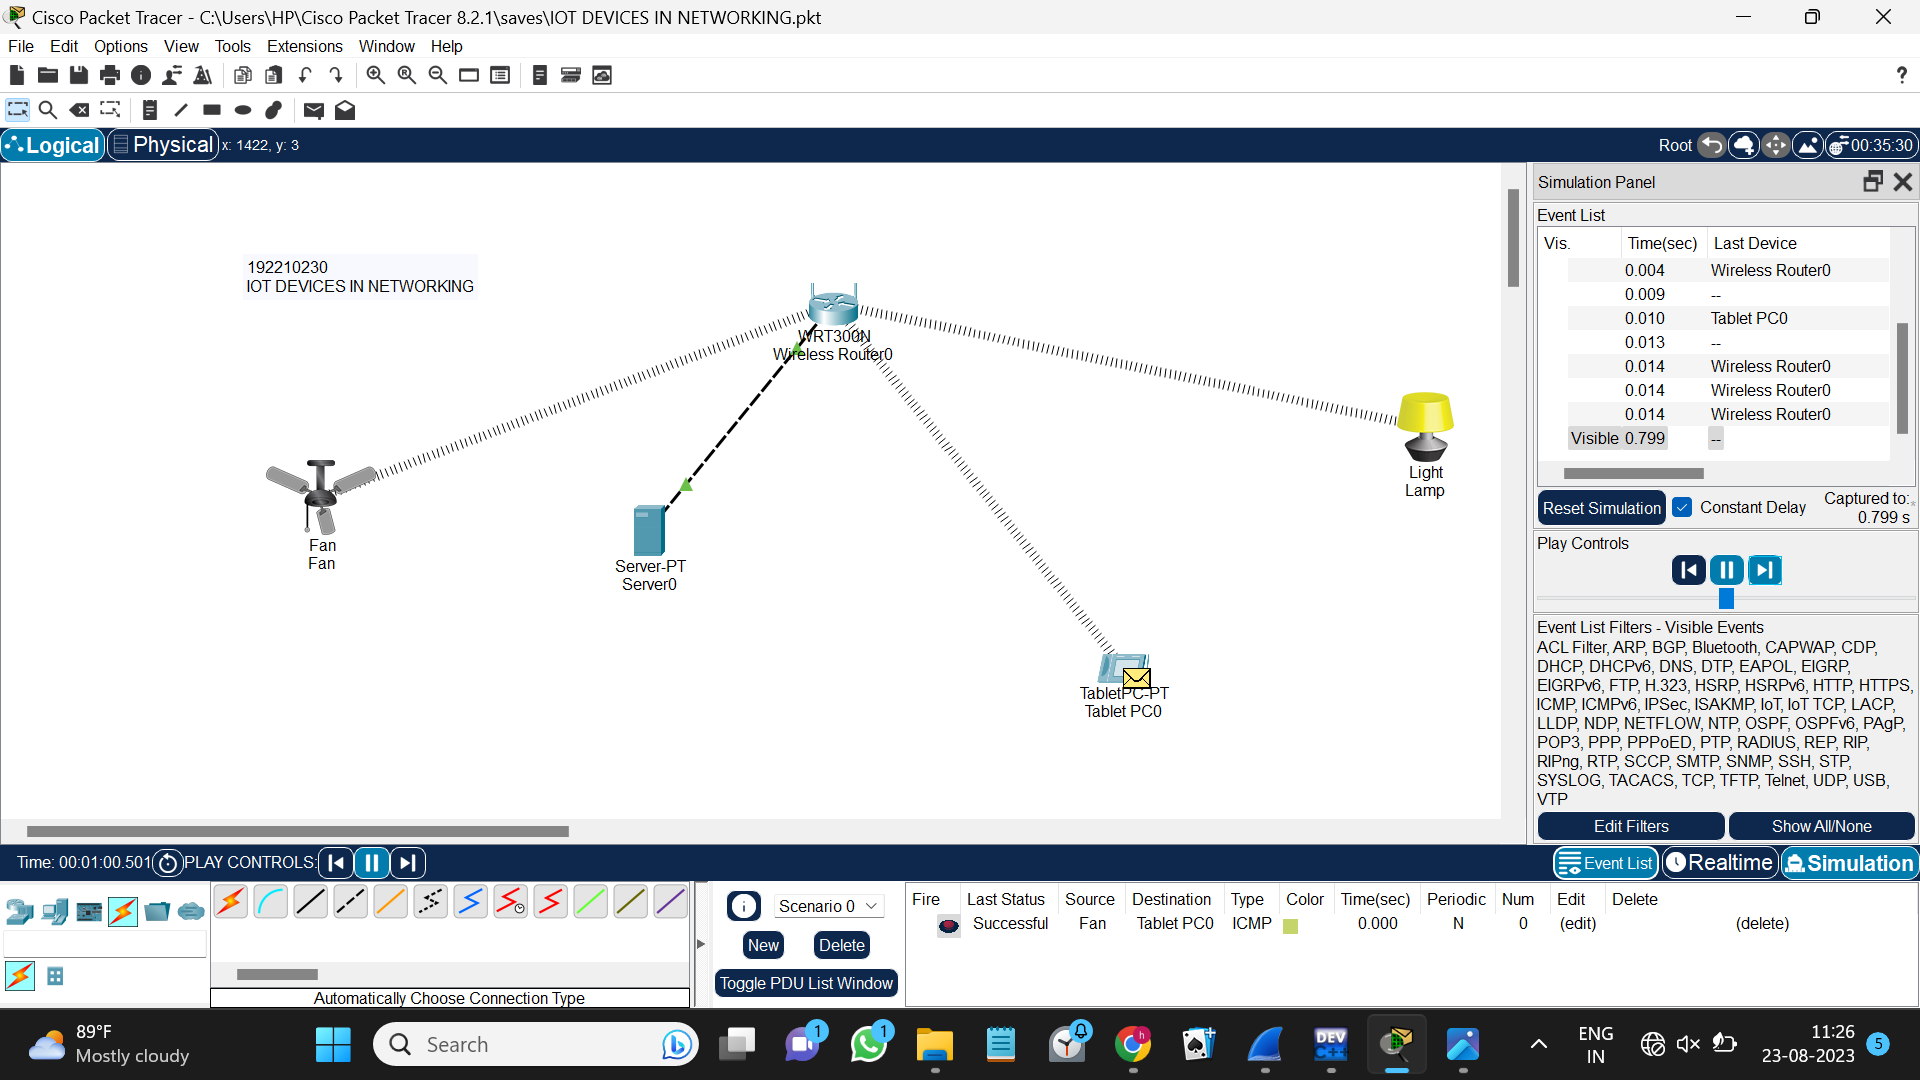 Cisco Packet Tracer - C:\Users\HP\Cisco Packet Tracer 8.2.1\saves\IOT DEVICES IN NETWORKING.pkt
File Edit Options View Tools Extensions Window Help
?
Logical Physical x: 1422, y: 3 Root 00:35:30
192210230
IOT DEVICES IN NETWORKING
WRT300N
Wireless Router0
Fan
Fan
Server-PT
Server0
Light
Lamp
TabletPC-PT
Tablet PC0
Simulation Panel
Event List
Vis. Time(sec) Last Device
0.004 Wireless Router0
0.009 --
0.010 Tablet PC0
0.013 --
0.014 Wireless Router0
0.014 Wireless Router0
0.014 Wireless Router0
Visible 0.799 --
Reset Simulation Constant Delay Captured to:
0.799 s
Play Controls
Event List Filters - Visible Events
ACL Filter, ARP, BGP, Bluetooth, CAPWAP, CDP,
DHCP, DHCPv6, DNS, DTP, EAPOL, EIGRP,
EIGRPv6, FTP, H.323, HSRP, HSRPv6, HTTP, HTTPS,
ICMP, ICMPv6, IPSec, ISAKMP, IoT, IoT TCP, LACP,
LLDP, NDP, NETFLOW, NTP, OSPF, OSPFv6, PAgP,
POP3, PPP, PPPoED, PTP, RADIUS, REP, RIP,
RIPng, RTP, SCCP, SMTP, SNMP, SSH, STP,
SYSLOG, TACACS, TCP, TFTP, Telnet, UDP, USB,
VTP
Edit Filters Show All/None
Time: 00:01:00.501 PLAY CONTROLS: Event List Realtime Simulation
Scenario 0
New Delete
Toggle PDU List Window
Automatically Choose Connection Type
Fire Last Status Source Destination Type Color Time(sec) Periodic Num Edit Delete
Successful Fan Tablet PC0 ICMP 0.000 N 0 (edit) (delete)
89°F
Mostly cloudy
Search
1
1
h
DEV
C++
ENG
IN
11:26
23-08-2023
5